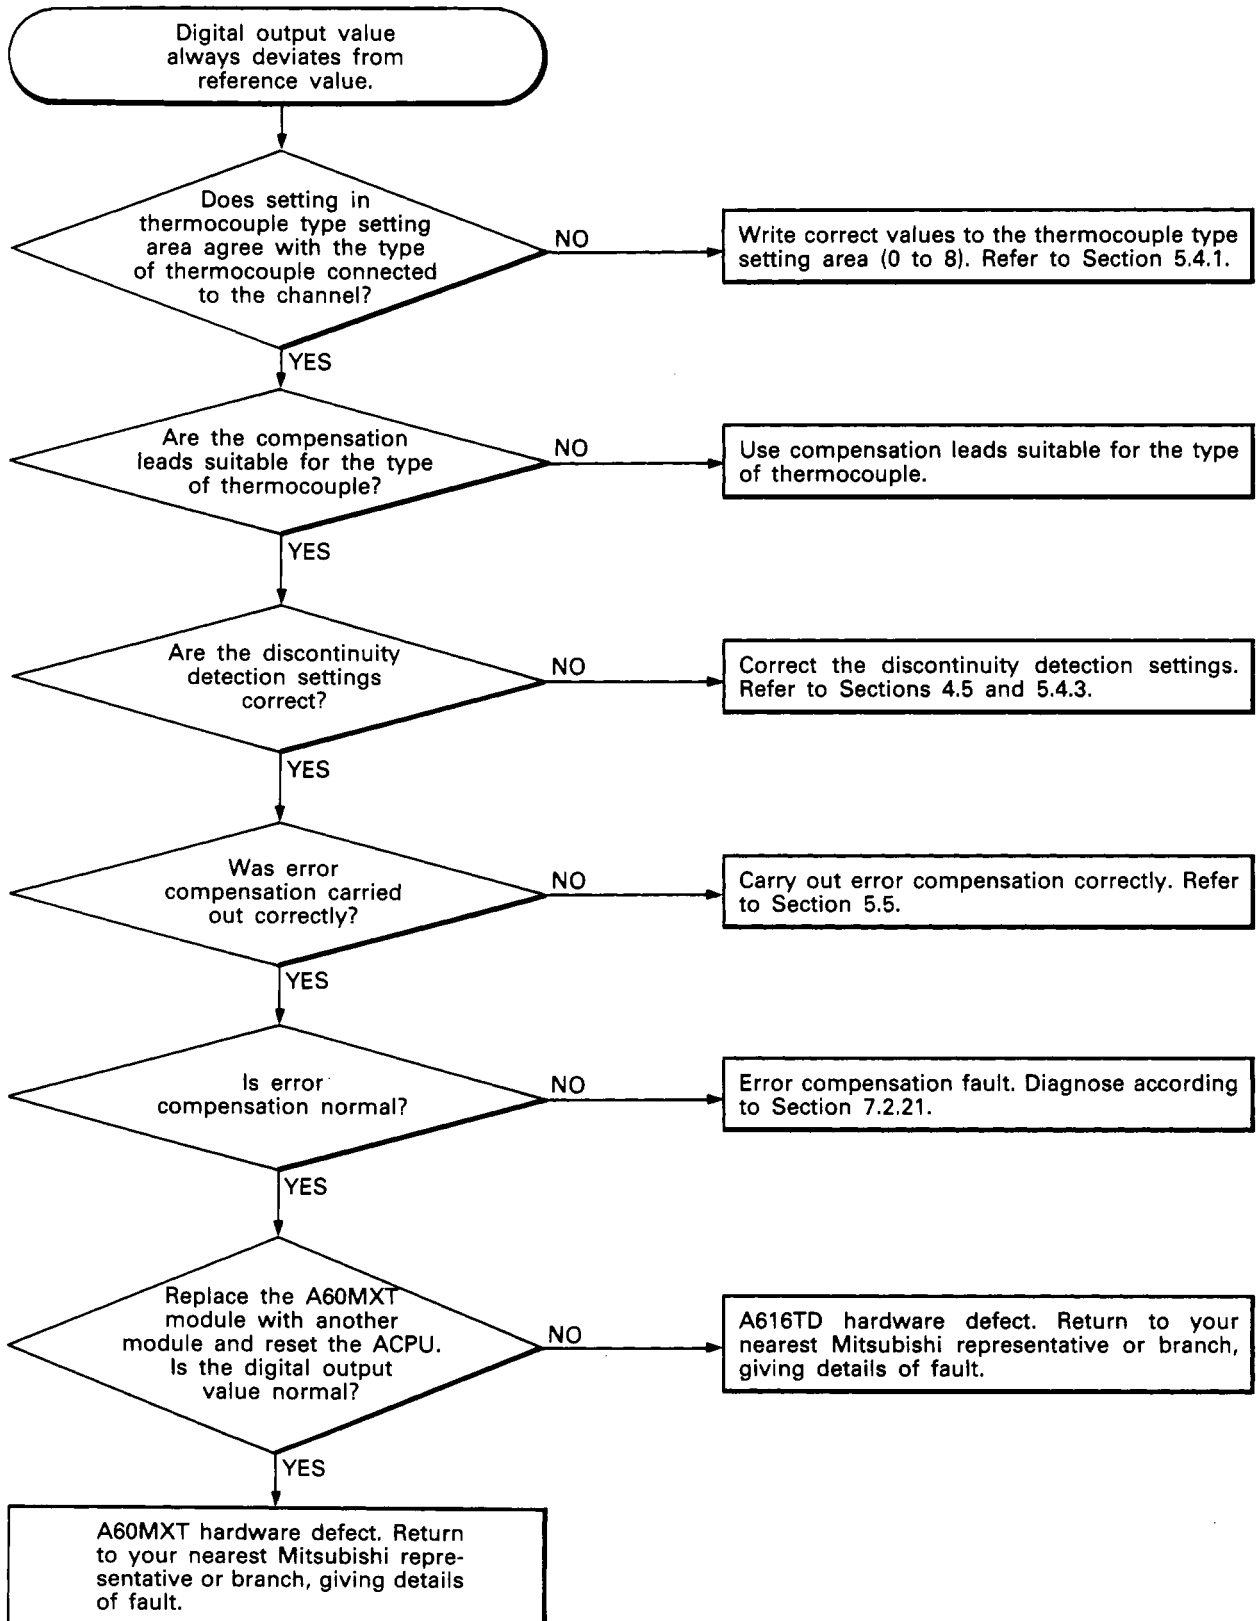 Digital output value
always deviates from
reference value.
Does setting in
thermocouple type setting
area agree with the type
of thermocouple connected
to the channel?
NO
Write correct values to the thermocouple type
setting area (0 to 8). Refer to Section 5.4.1.
YES
Are the compensation
leads suitable for the type
of thermocouple?
NO
Use compensation leads suitable for the type
of thermocouple.
YES
Are the discontinuity
detection settings
correct?
NO
Correct the discontinuity detection settings.
Refer to Sections 4.5 and 5.4.3.
YES
Was error
compensation carried
out correctly?
NO
Carry out error compensation correctly. Refer
to Section 5.5.
YES
Is error
compensation normal?
NO
Error compensation fault. Diagnose according
to Section 7.2.21.
YES
Replace the A60MXT
module with another
module and reset the ACPU.
Is the digital output
value normal?
NO
A616TD hardware defect. Return to your
nearest Mitsubishi representative or branch,
giving details of fault.
YES
A60MXT hardware defect. Return
to your nearest Mitsubishi repre-
sentative or branch, giving details
of fault.